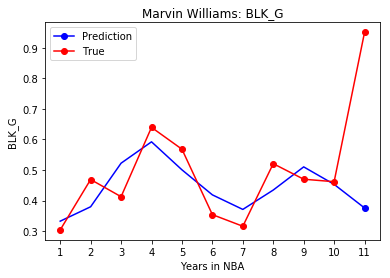 Marvin Williams: BLK_G
Prediction
True
BLK_G
0.9
0.8
0.7
0.6
0.5
0.4
0.3
1 2 3 4 5 6 7 8 9 10 11
Years in NBA